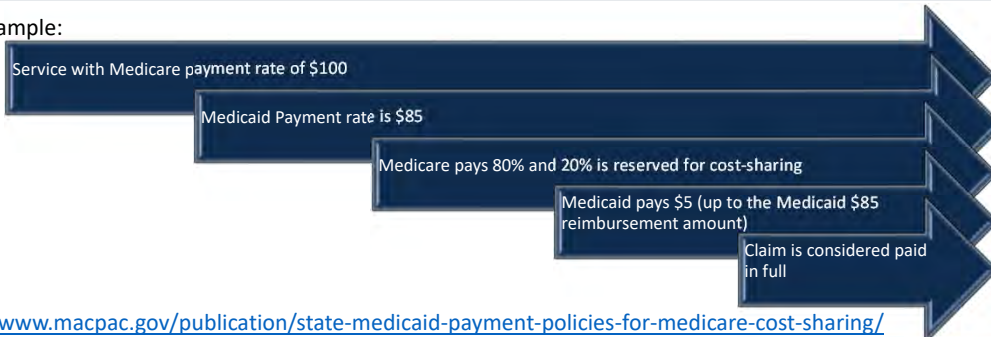 ample:
Service with Medicare payment rate of $100
Medicaid Payment rate is $85
Medicare pays 80% and 20% is reserved for cost-sharing
Medicaid pays $5 (up to the Medicaid $85
reimbursement amount)
Claim is considered paid
in full
www.macpac.gov/publication/state-medicaid-payment-policies-for-medicare-cost-sharing/